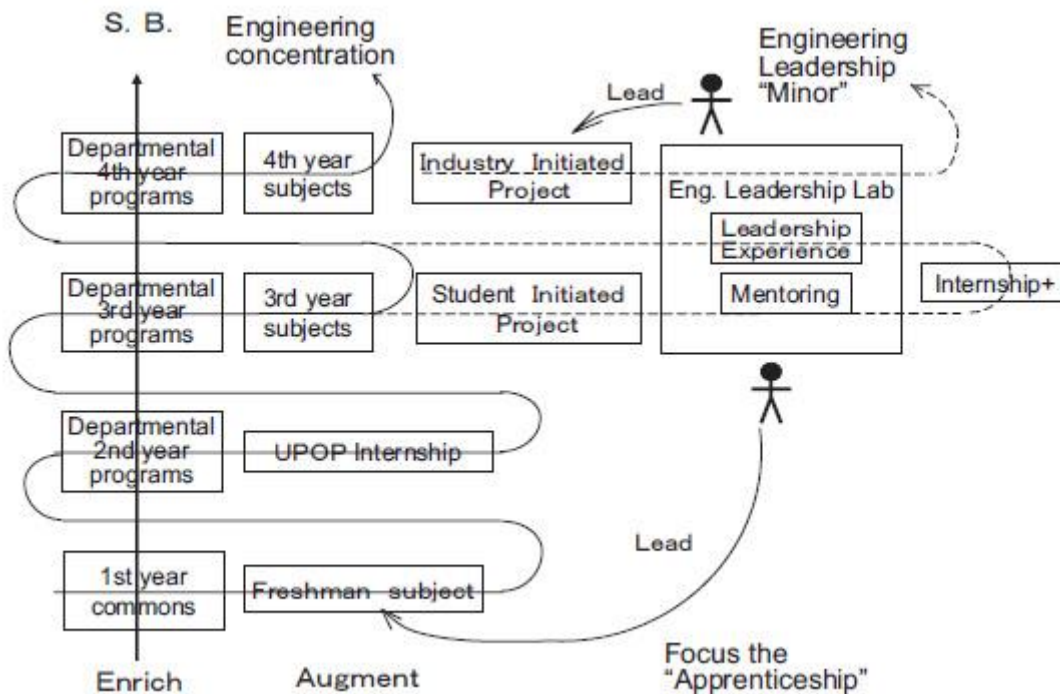 S. B.
Engineering
concentration
Engineering
Leadership
“Minor”
Lead
Departmental
4th year
programs
4th year
subjects
Industry Initiated
Project
Eng. Leadership Lab
Leadership
Experience
Mentoring
Internship+
Departmental
3rd year
programs
3rd year
subjects
Student Initiated
Project
Departmental
2nd year
programs
UPOP Internship
Lead
1st year
commons
Freshman subject
Enrich
Augment
Focus the
“Apprenticeship”